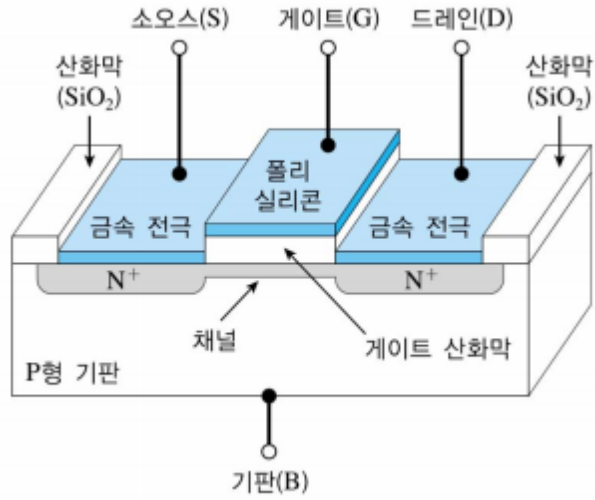 소오스(S) 게이트(G) 드레인(D)
산화막
(SiO₂)
산화막
(SiO₂)
폴리
실리콘
금속 전극
금속 전극
N⁺
N⁺
채널
게이트 산화막
P형 기판
기판(B)